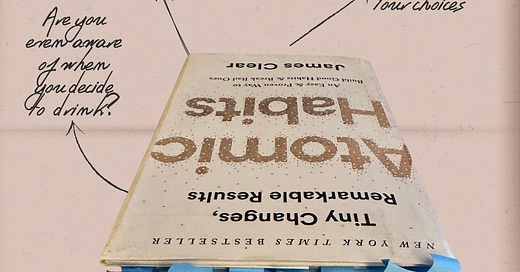 Are you
even aware
of when
you decide
to drink?
Your choices
NEW YORK TIMES BESTSELLER
Tiny Changes,
Remarkable Results
Atomic
Habits
An Easy & Proven Way to
Build Good Habits & Break Bad Ones
James Clear